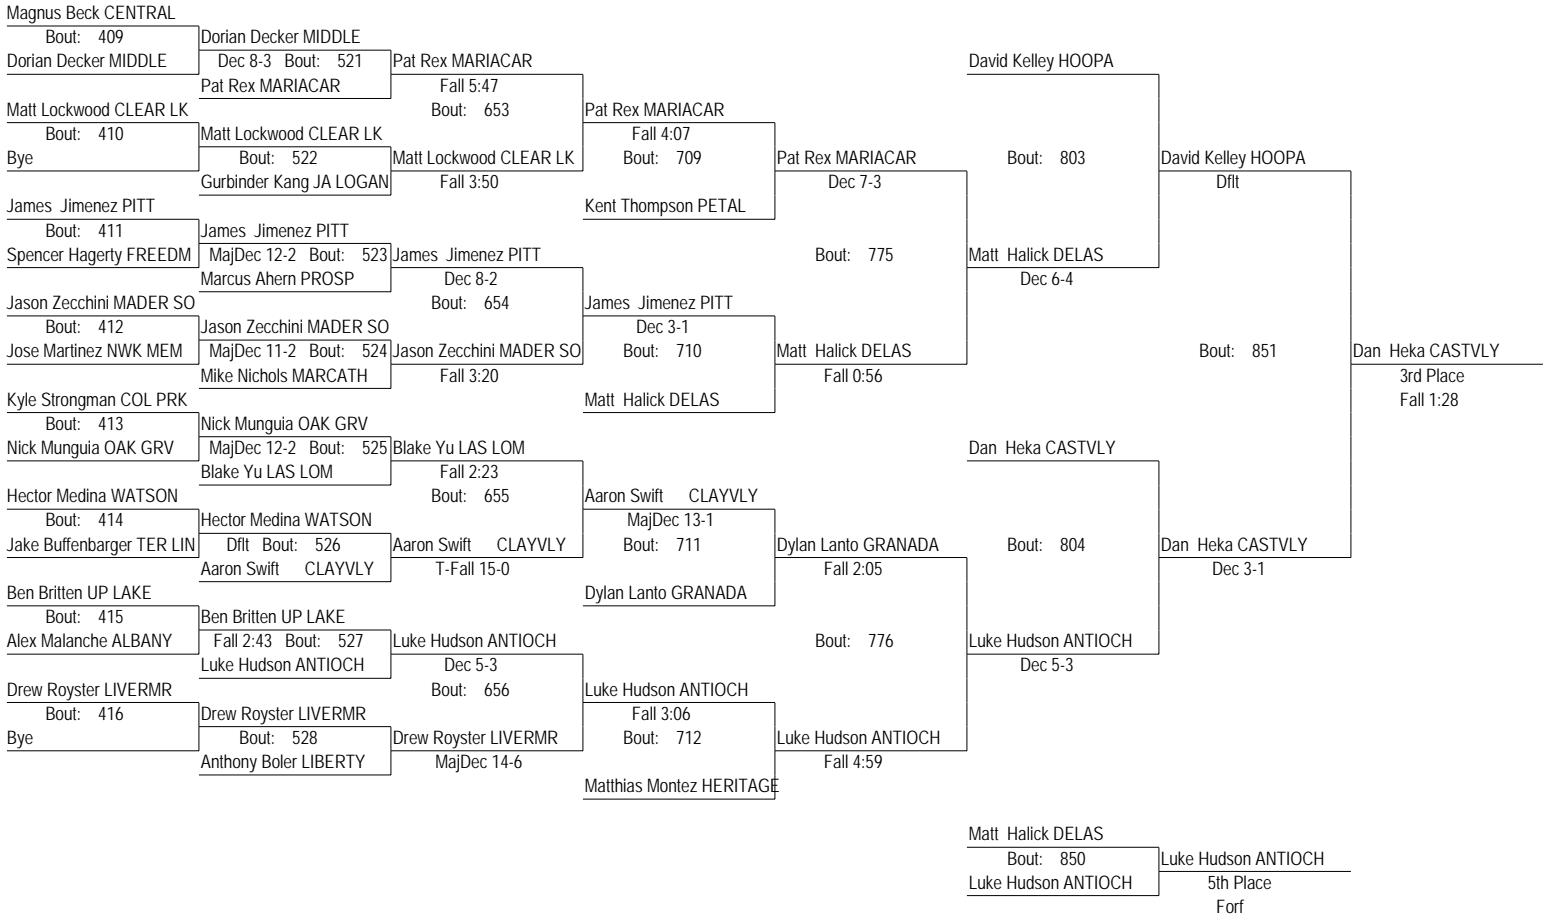 Magnus Beck CENTRAL
Bout: 409 Dorian Decker MIDDLE
Dorian Decker MIDDLE Dec 8-3 Bout: 521 Pat Rex MARIACAR David Kelley HOOPA
Pat Rex MARIACAR Fall 5:47
Matt Lockwood CLEAR LK Bout: 653 Pat Rex MARIACAR
Bout: 410 Matt Lockwood CLEAR LK Fall 4:07
Bye Bout: 522 Matt Lockwood CLEAR LK Bout: 709 Pat Rex MARIACAR Bout: 803 David Kelley HOOPA
Gurbinder Kang JA LOGAN Fall 3:50 Dec 7-3 Dflt
James Jimenez PITT Kent Thompson PETAL
Bout: 411 James Jimenez PITT
Spencer Hagerty FREEDM MajDec 12-2 Bout: 523 James Jimenez PITT Bout: 775 Matt Halick DELAS
Marcus Ahern PROSP Dec 8-2 Dec 6-4
Jason Zecchini MADER SO Bout: 654 James Jimenez PITT
Bout: 412 Jason Zecchini MADER SO Dec 3-1
Jose Martinez NWK MEM MajDec 11-2 Bout: 524 Jason Zecchini MADER SO Bout: 710 Matt Halick DELAS Bout: 851 Dan Heka CASTVLY
Mike Nichols MARCATH Fall 3:20 Fall 0:56 3rd Place
Kyle Strongman COL PRK Matt Halick DELAS Fall 1:28
Bout: 413 Nick Munguia OAK GRV
Nick Munguia OAK GRV MajDec 12-2 Bout: 525 Blake Yu LAS LOM Dan Heka CASTVLY
Blake Yu LAS LOM Fall 2:23
Hector Medina WATSON Bout: 655 Aaron Swift CLAYVLY
Bout: 414 Hector Medina WATSON MajDec 13-1
Jake Buffenbarger TER LIN Dflt Bout: 526 Aaron Swift CLAYVLY Bout: 711 Dylan Lanto GRANADA Bout: 804 Dan Heka CASTVLY
Aaron Swift CLAYVLY T-Fall 15-0 Fall 2:05 Dec 3-1
Ben Britten UP LAKE Dylan Lanto GRANADA
Bout: 415 Ben Britten UP LAKE
Alex Malanche ALBANY Fall 2:43 Bout: 527 Luke Hudson ANTIOCH Bout: 776 Luke Hudson ANTIOCH
Luke Hudson ANTIOCH Dec 5-3 Dec 5-3
Drew Royster LIVERMR Bout: 656 Luke Hudson ANTIOCH
Bout: 416 Drew Royster LIVERMR Fall 3:06
Bye Bout: 528 Drew Royster LIVERMR Bout: 712 Luke Hudson ANTIOCH
Anthony Boler LIBERTY MajDec 14-6 Fall 4:59
Matthias Montez HERITAGE
Matt Halick DELAS
Bout: 850 Luke Hudson ANTIOCH
Luke Hudson ANTIOCH 5th Place
Forf